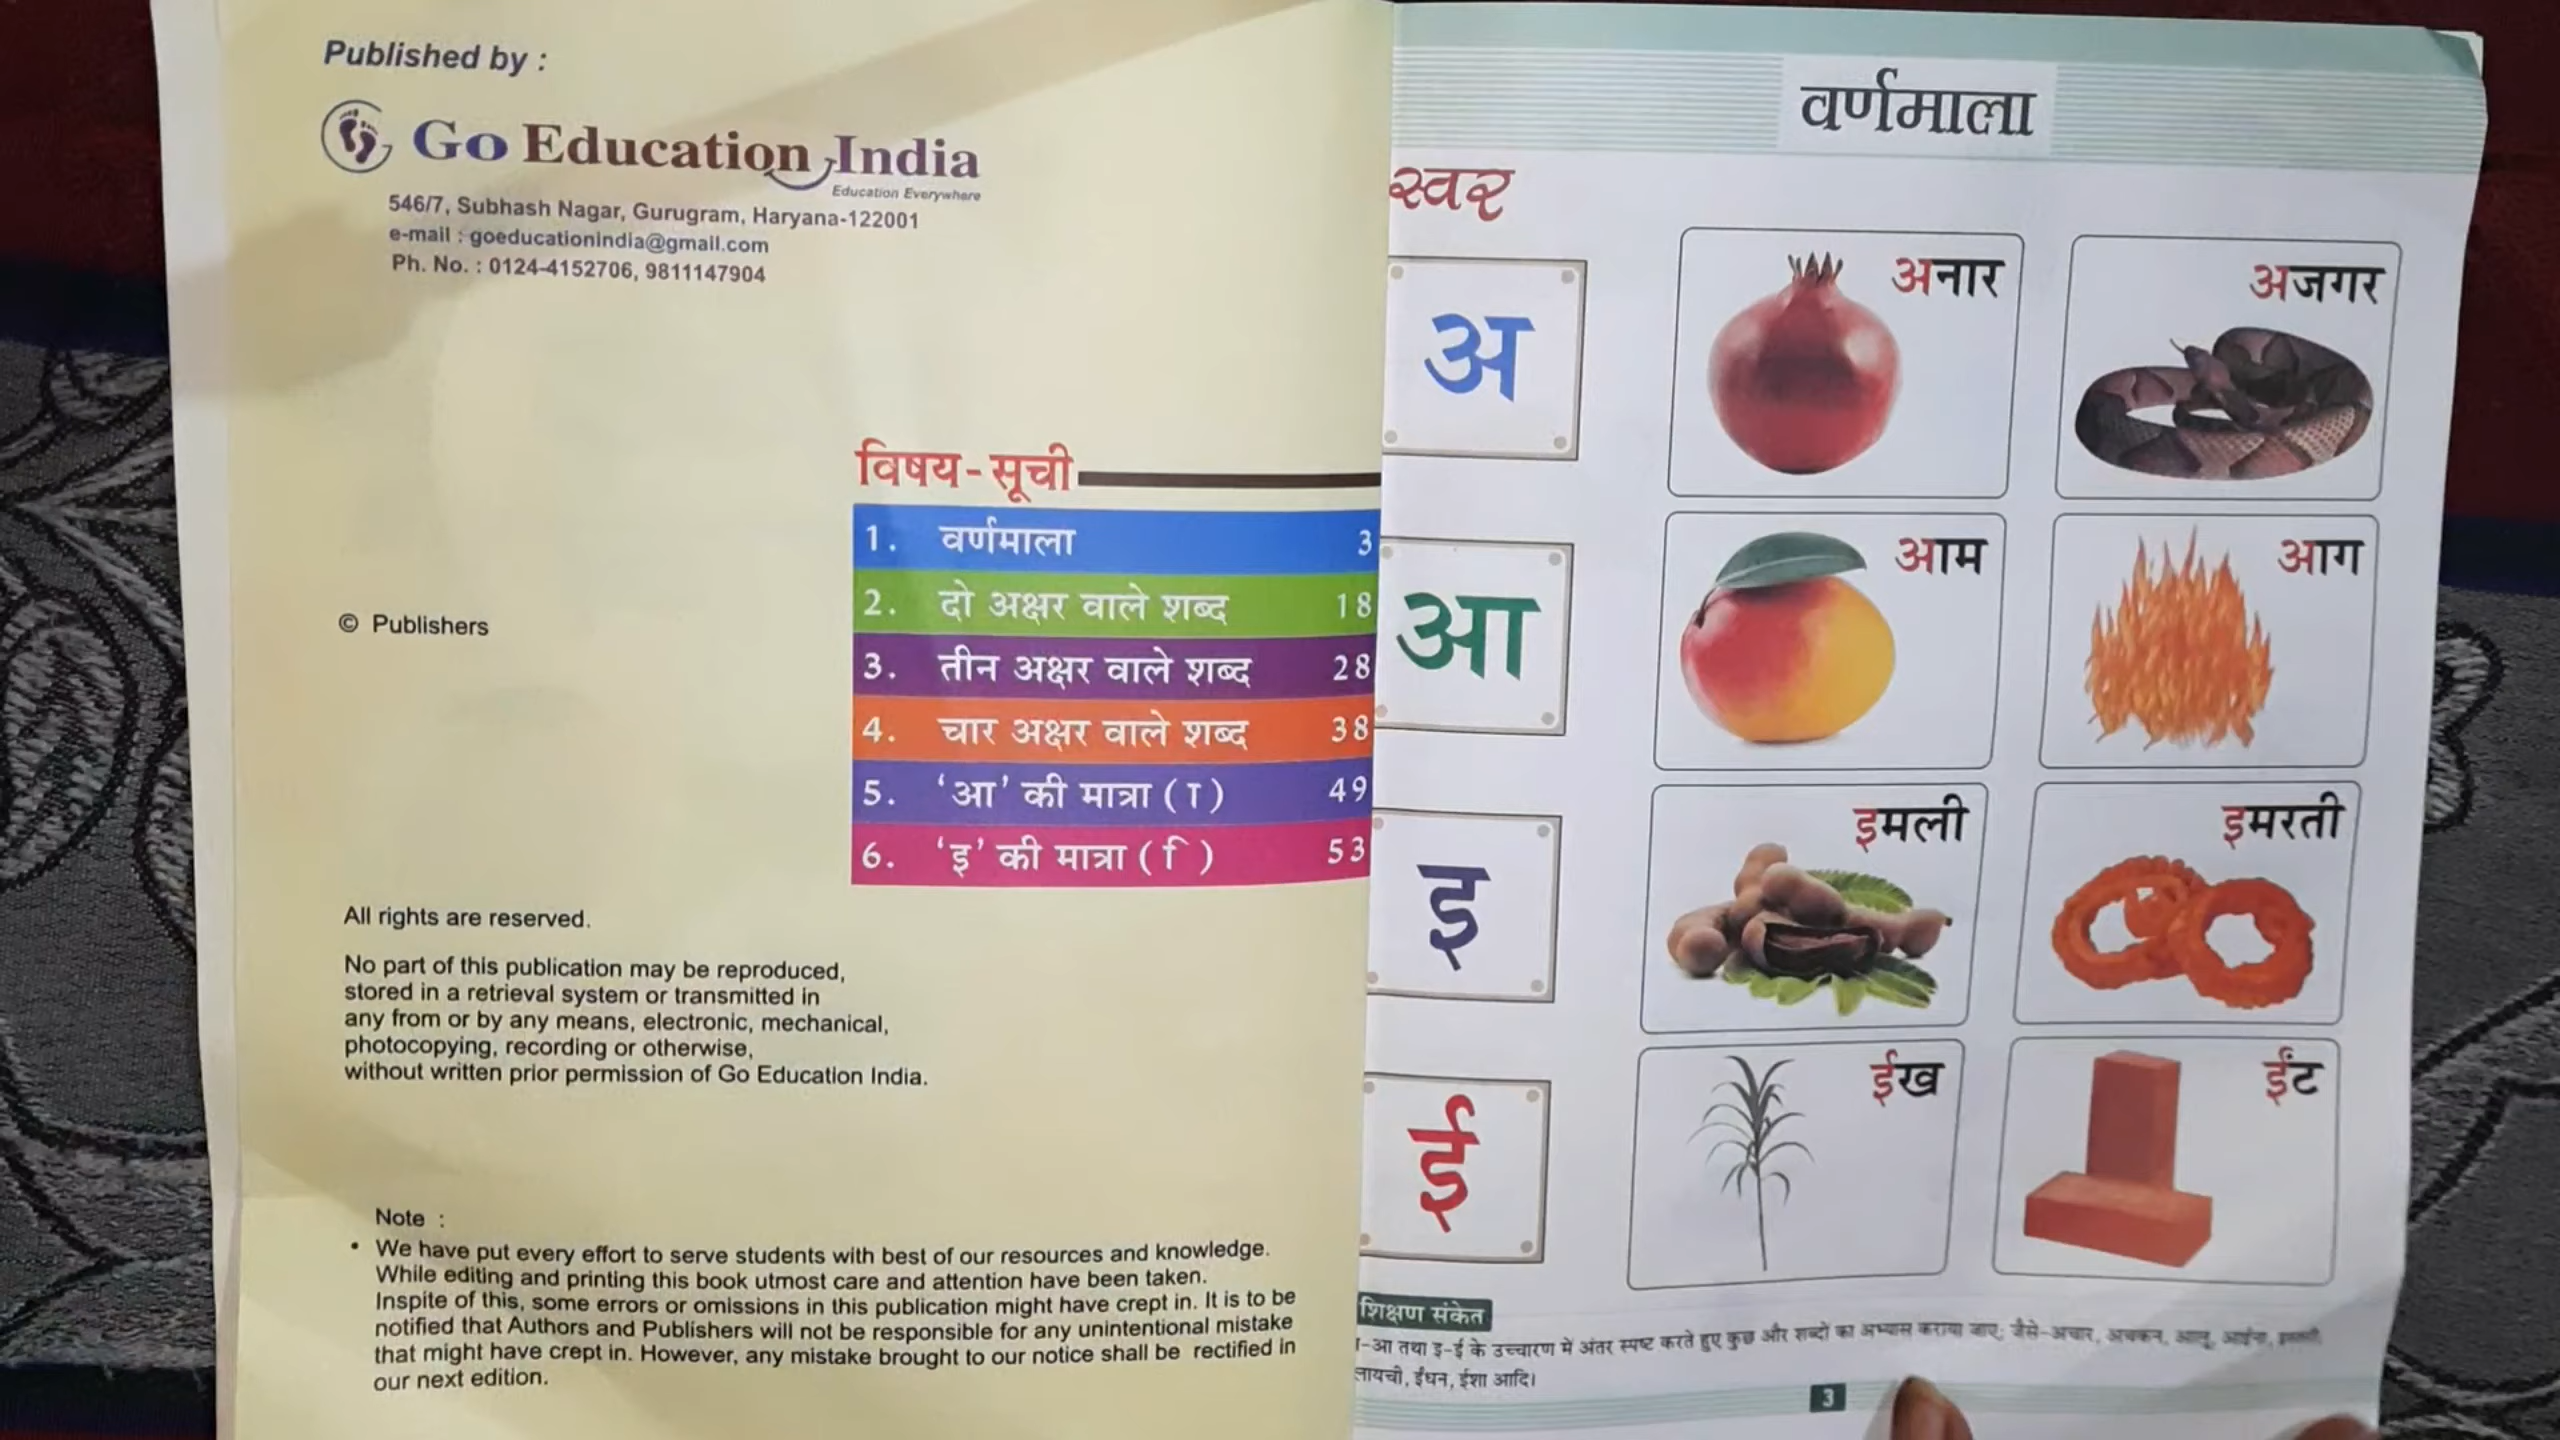 Published by :
Go Education India
Education Everywhere
546/7, Subhash Nagar, Gurugram, Haryana-122001
e-mail : goeducationindia@gmail.com
Ph. No. : 0124-4152706, 9811147904
विषय-सूची
1. वर्णमाला 3
2. दो अक्षर वाले शब्द 18
3. तीन अक्षर वाले शब्द 28
4. चार अक्षर वाले शब्द 38
5. ‘आ’ की मात्रा ( ा ) 49
6. ‘इ’ की मात्रा ( ि ) 53
© Publishers
All rights are reserved.
No part of this publication may be reproduced,
stored in a retrieval system or transmitted in
any from or by any means, electronic, mechanical,
photocopying, recording or otherwise,
without written prior permission of Go Education India.
Note :
• We have put every effort to serve students with best of our resources and knowledge.
While editing and printing this book utmost care and attention have been taken.
Inspite of this, some errors or omissions in this publication might have crept in. It is to be
notified that Authors and Publishers will not be responsible for any unintentional mistake
that might have crept in. However, any mistake brought to our notice shall be rectified in
our next edition.
वर्णमाला
स्वर
अ अनार अजगर
आ आम आग
इ इमली इमरती
ई ईख ईंट
शिक्षण संकेत
-आ तथा इ-ई के उच्चारण में अंतर स्पष्ट करते हुए कुछ और शब्दों का अभ्यास कराया जाए; जैसे-अचार, अचकन, आलू, आईना,
लायची, ईंधन, ईशा आदि।
3